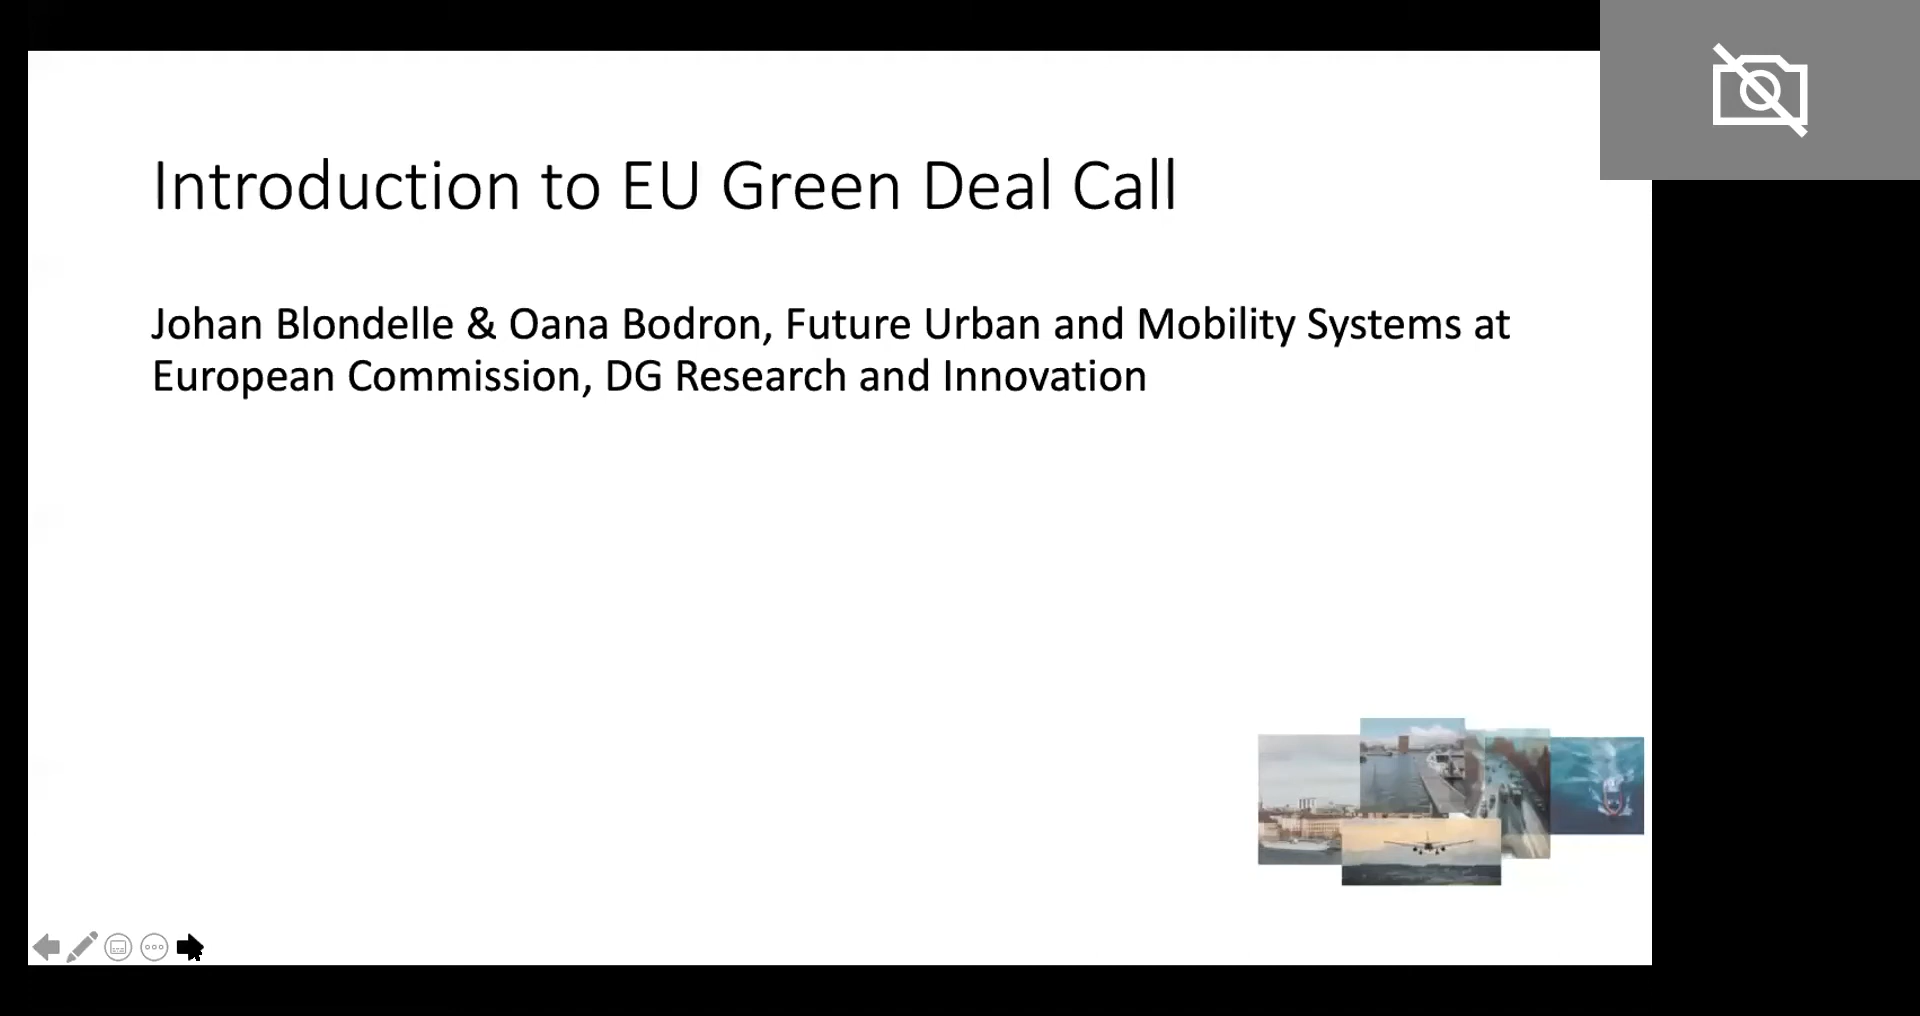 Introduction to EU Green Deal Call
Johan Blondelle & Oana Bodron, Future Urban and Mobility Systems at
European Commission, DG Research and Innovation